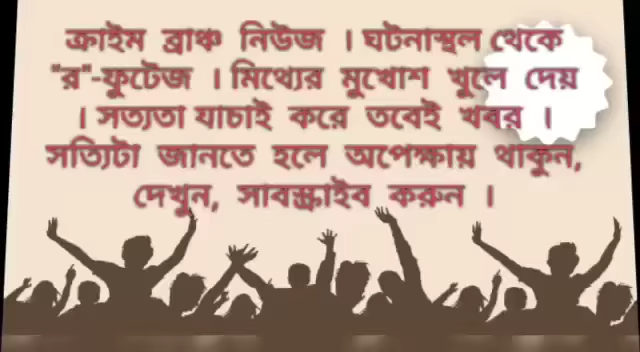 ক্রাইম ব্রাঞ্চ নিউজ । ঘটনাস্থল থেকে
"র"-ফুটেজ । মিথ্যের মুখোশ খুলে দেয়
। সত্যতা যাচাই করে তবেই খবর ।
সত্যিটা জানতে হলে অপেক্ষায় থাকুন,
দেখুন, সাবস্ক্রাইব করুন ।